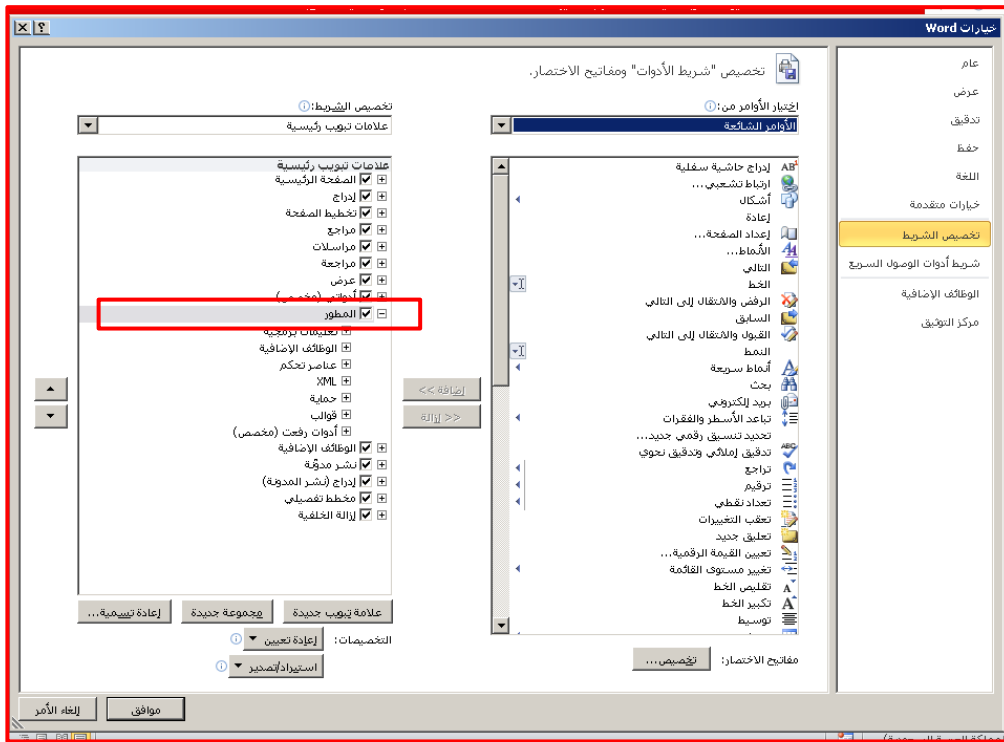 خيارات Word
عام
عرض
تدقيق
حفظ
اللغة
خيارات متقدمة
تخصيص الشريط
شريط أدوات الوصول السريع
الوظائف الإضافية
مركز التوثيق
تخصيص "شريط الأدوات" ومفاتيح الاختصار.
اختيار الأوامر من:
الأوامر الشائعة
إدراج حاشية سفلية
ارتباط تشعبي...
أشكال
إعادة
إعداد الصفحة...
الأنماط...
التالي
الخط
الرفض والانتقال إلى التالي
السابق
القبول والانتقال إلى التالي
النمط
أنماط سريعة
بحث
بريد إلكتروني
تباعد الأسطر والفقرات
تحديد تنسيق رقمي جديد...
تدقيق إملائي وتدقيق نحوي
تراجع
ترقيم
تعداد نقطي
تعقب التغييرات
تعليق جديد
تعيين القيمة الرقمية...
تغيير مستوى القائمة
تقليص الخط
تكبير الخط
توسيط
مفاتيح الاختصار: تخصيص...
إضافة >>
<< إزالة
تخصيص الشريط:
علامات تبويب رئيسية
علامات تبويب رئيسية
الصفحة الرئيسية
إدراج
تخطيط الصفحة
مراجع
مراسلات
مراجعة
عرض
أدواتي (مخصص)
المطور
تعليمات برمجية
الوظائف الإضافية
عناصر تحكم
XML
حماية
قوالب
أدوات رفعت (مخصص)
الوظائف الإضافية
نشر مدونة
إدراج (نشر المدونة)
مخطط تفصيلي
إزالة الخلفية
علامة تبويب جديدة
مجموعة جديدة
إعادة تسمية...
التخصيصات: إعادة تعيين
استيراد/تصدير
موافق
إلغاء الأمر